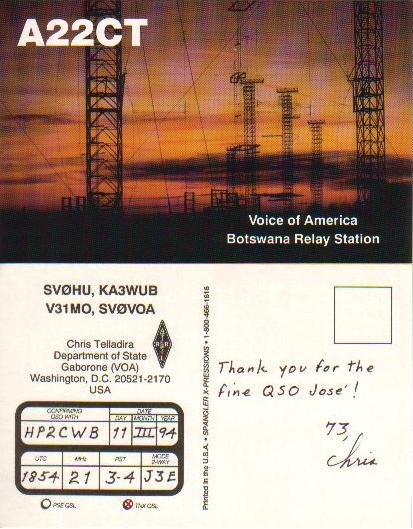 A22CT
Voice of America
Botswana Relay Station
SVØHU, KA3WUB
V31MO, SVØVOA
Chris Telladira
Department of State
Gaborone (VOA)
Washington, D.C. 20521-2170
USA
CONFIRMING
QSO WITH
DATE
DAY MONTH YEAR
HP2CWB 11 III 94
UTC MHz RST MODE
2-WAY
1854 21 3-4 J3E
PSE QSL TNX QSL
Printed in the U.S.A. • SPANGLER X-PRESSIONS • 1-800-466-1616
Thank you for the
fine QSO José!
73,
Chris